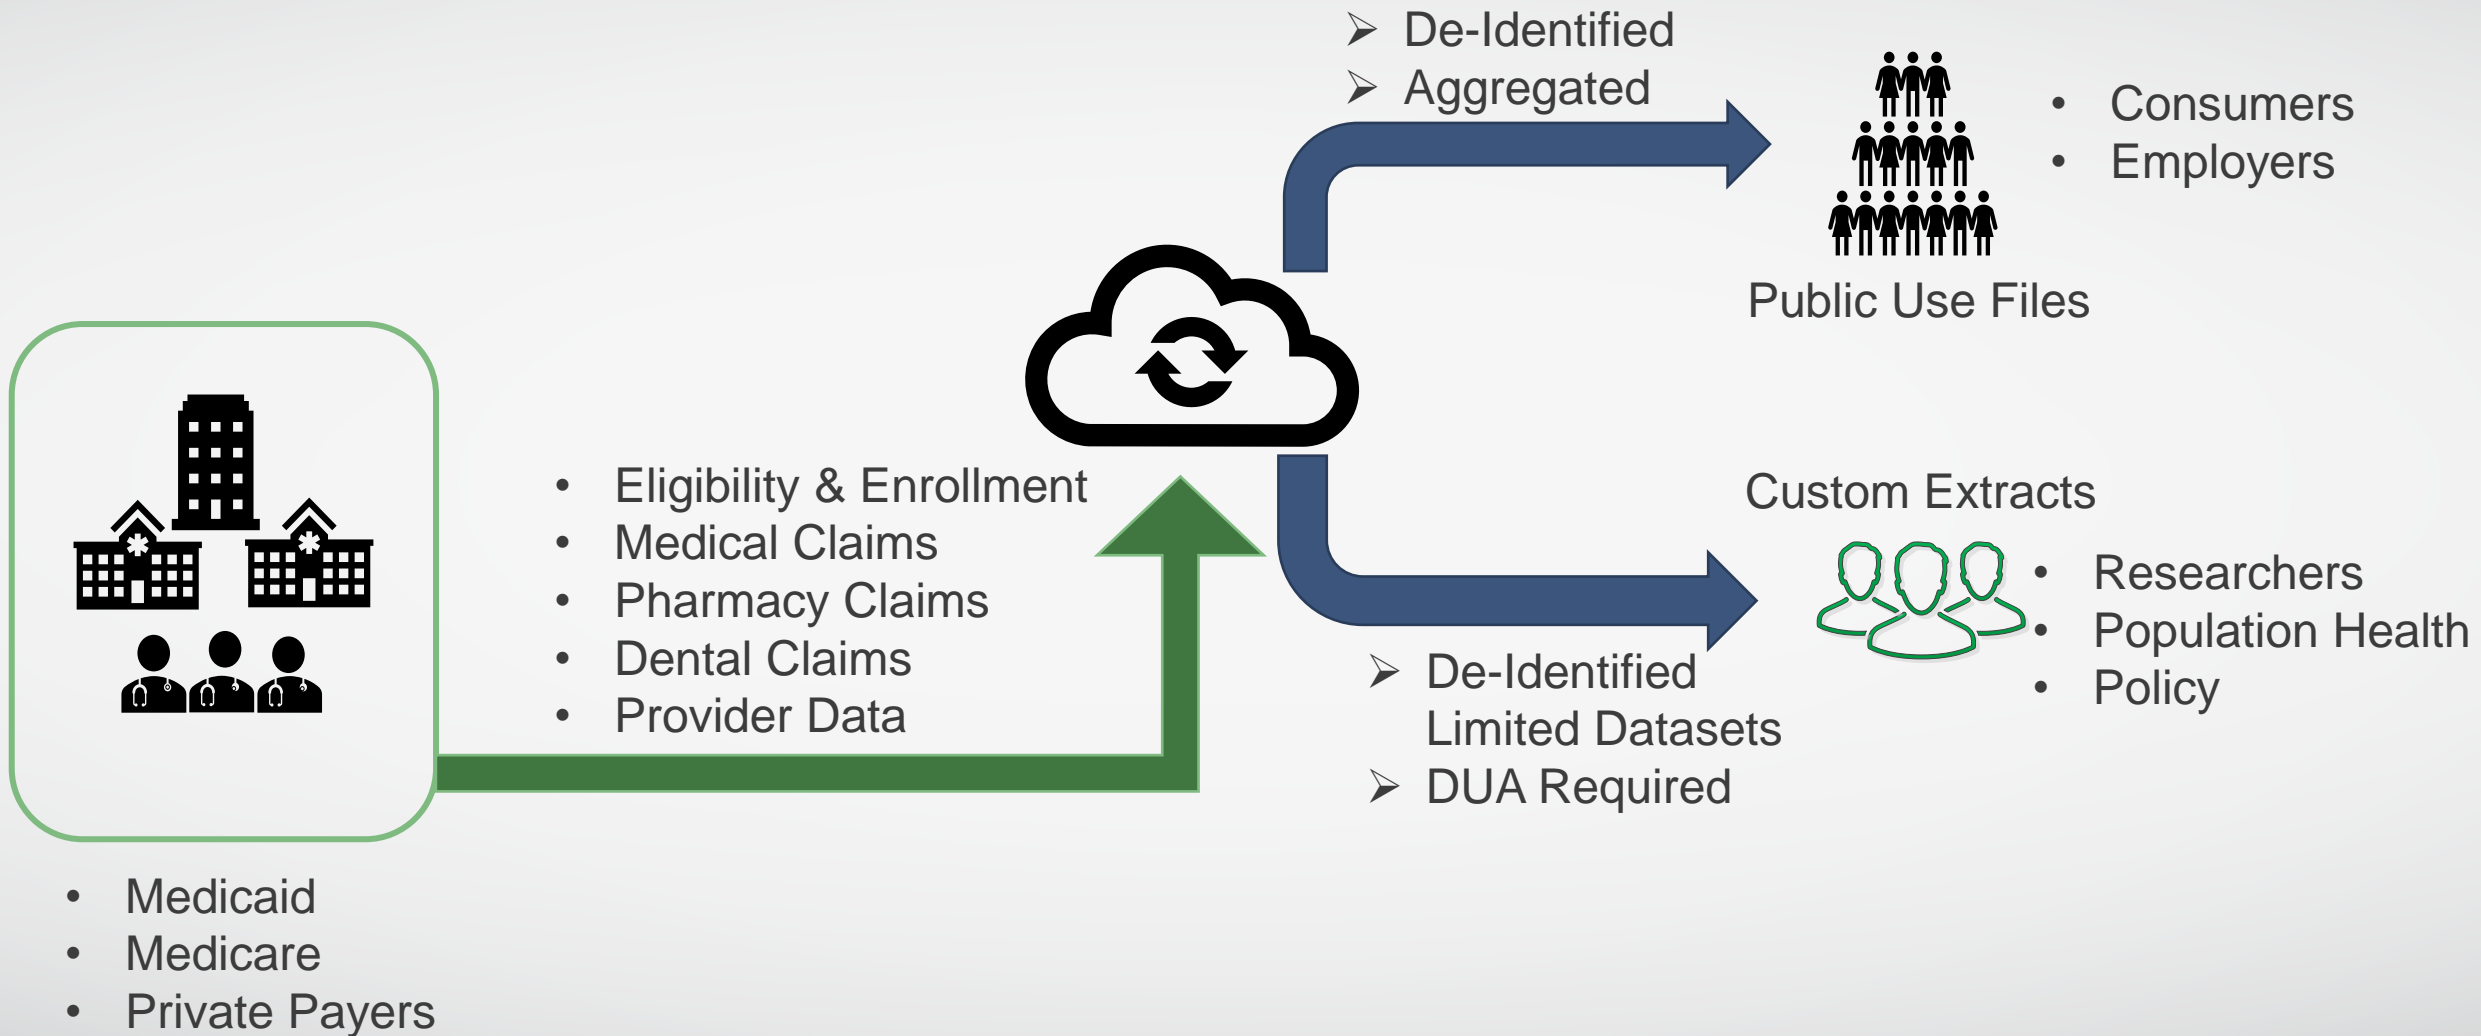 ➢ De-Identified
➢ Aggregated
• Consumers
• Employers
Public Use Files
• Eligibility & Enrollment
• Medical Claims
• Pharmacy Claims
• Dental Claims
• Provider Data
Custom Extracts
• Researchers
• Population Health
• Policy
➢ De-Identified
Limited Datasets
➢ DUA Required
• Medicaid
• Medicare
• Private Payers